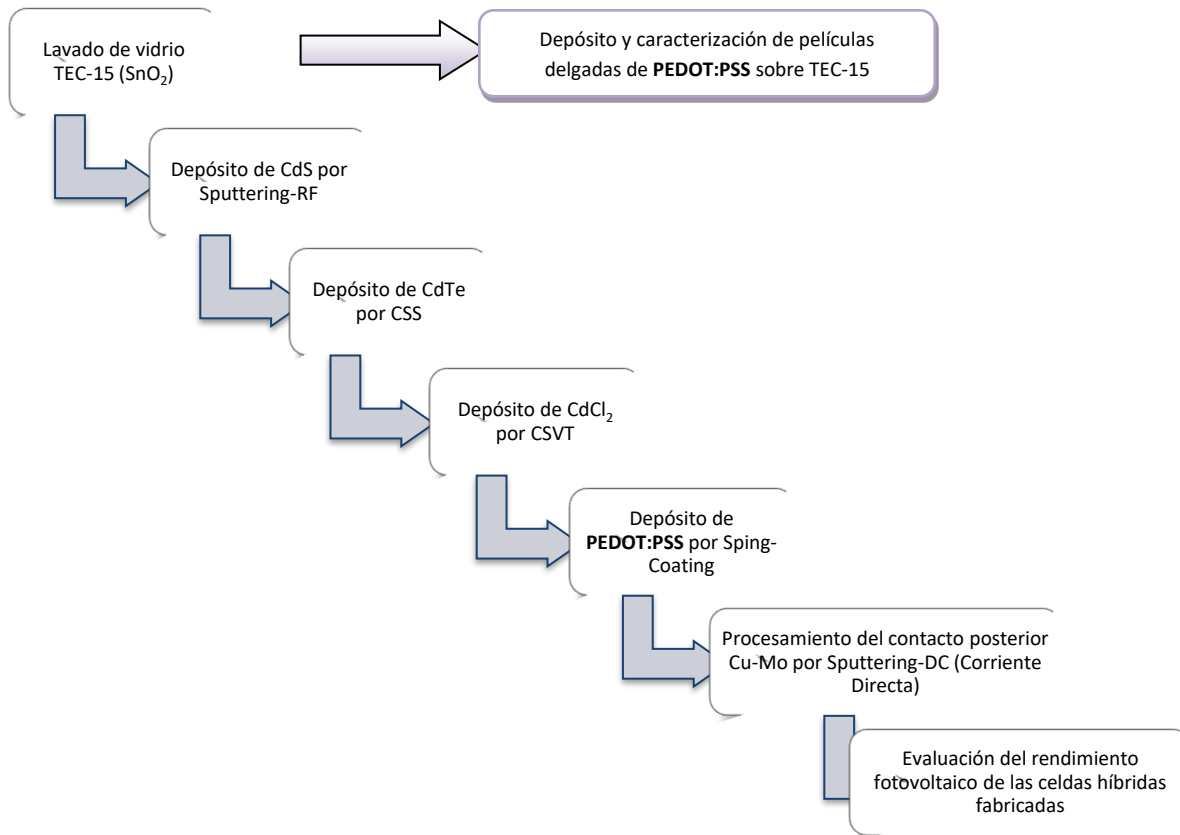 Lavado de vidrio
TEC-15 (SnO₂)
Depósito y caracterización de películas
delgadas de PEDOT:PSS sobre TEC-15
Depósito de CdS por
Sputtering-RF
Depósito de CdTe
por CSS
Depósito de CdCl₂
por CSVT
Depósito de
PEDOT:PSS por Sping-
Coating
Procesamiento del contacto posterior
Cu-Mo por Sputtering-DC (Corriente
Directa)
Evaluación del rendimiento
fotovoltaico de las celdas híbridas
fabricadas